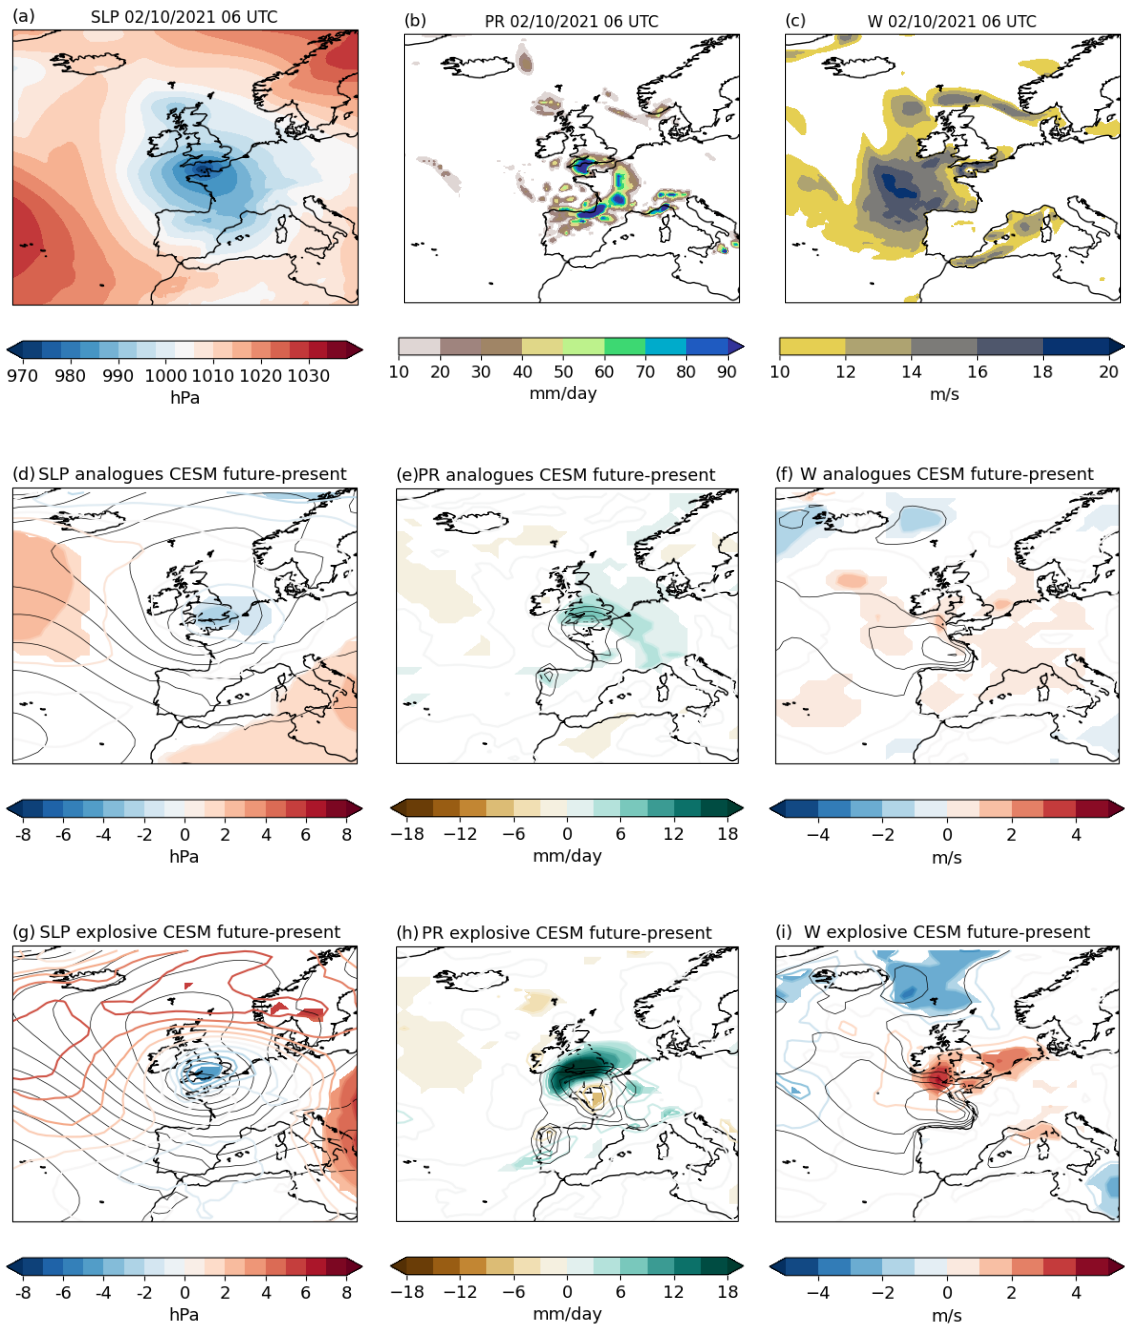 (a) SLP 02/10/2021 06 UTC
(b) PR 02/10/2021 06 UTC
(c) W 02/10/2021 06 UTC
970 980 990 1000 1010 1020 1030
hPa
10 20 30 40 50 60 70 80 90
mm/day
10 12 14 16 18 20
m/s
(d) SLP analogues CESM future-present
(e) PR analogues CESM future-present
(f) W analogues CESM future-present
-8 -6 -4 -2 0 2 4 6 8
hPa
−18 −12 −6 0 6 12 18
mm/day
−4 −2 0 2 4
m/s
(g) SLP explosive CESM future-present
(h) PR explosive CESM future-present
(i) W explosive CESM future-present
-8 -6 -4 -2 0 2 4 6 8
hPa
−18 −12 −6 0 6 12 18
mm/day
−4 −2 0 2 4
m/s